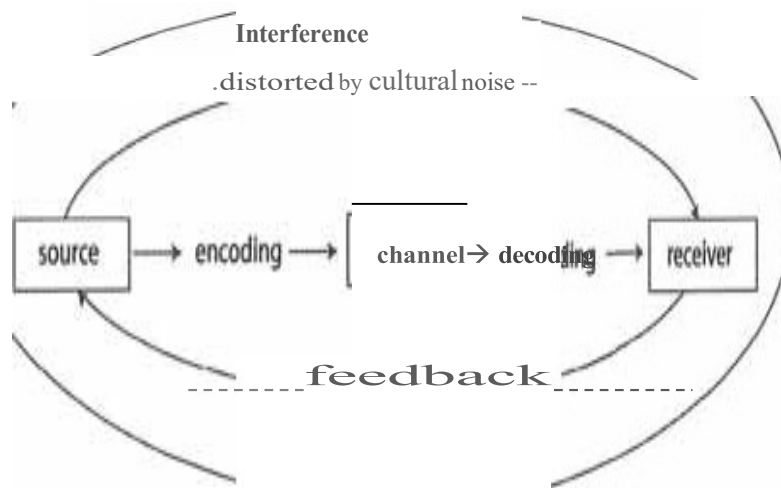 Interference
.distorted by cultural noise --
source → encoding → channel → decoding → receiver
feedback